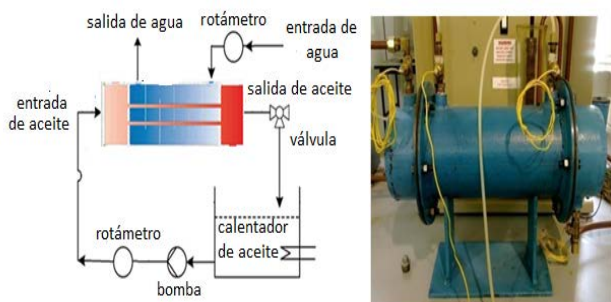 salida de agua
rotámetro
entrada de
agua
salida de aceite
entrada
de aceite
válvula
calentador
de aceite
rotámetro
bomba